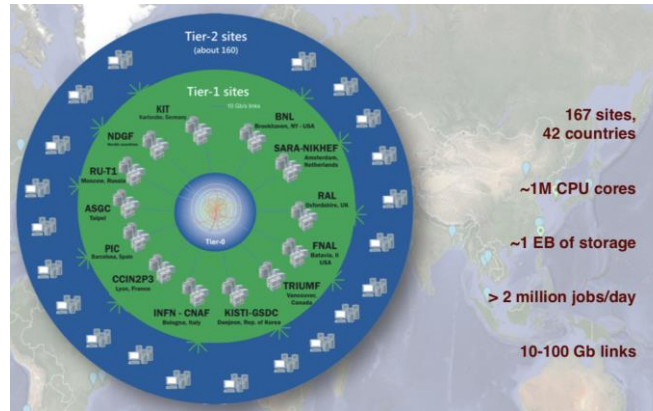 Tier-2 sites
(about 160)
Tier-1 sites
10 Gb/s links
KIT
Karlsruhe, Germany
BNL
Brookhaven, NY - USA
NDGF
Nordic countries
SARA-NIKHEF
Amsterdam,
Netherlands
RU-T1
Moscow, Russia
RAL
Oxfordshire, UK
ASGC
Taipei
Tier-0
PIC
Barcelona, Spain
FNAL
Batavia, Il
USA
CCIN2P3
Lyon, France
TRIUMF
Vancouver,
Canada
INFN - CNAF
Bologna, Italy
KISTI-GSDC
Daejeon, Rep. of Korea
167 sites,
42 countries
~1M CPU cores
~1 EB of storage
> 2 million jobs/day
10-100 Gb links